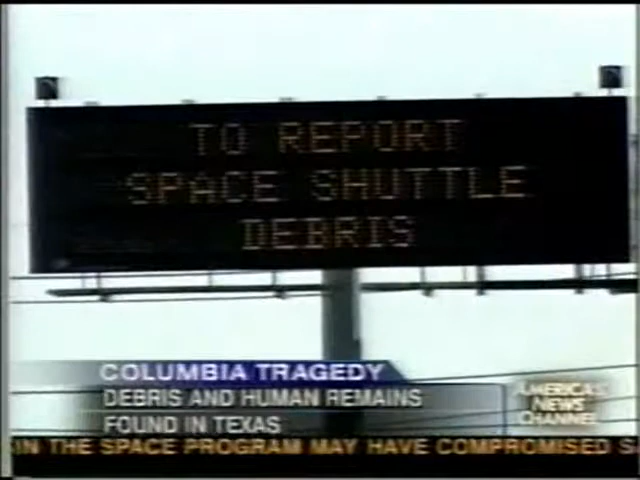 TO REPORT
SPACE SHUTTLE
DEBRIS
COLUMBIA TRAGEDY
DEBRIS AND HUMAN REMAINS
FOUND IN TEXAS
AMERICA'S
NEWS
CHANNEL
IN THE SPACE PROGRAM MAY HAVE COMPROMISED S